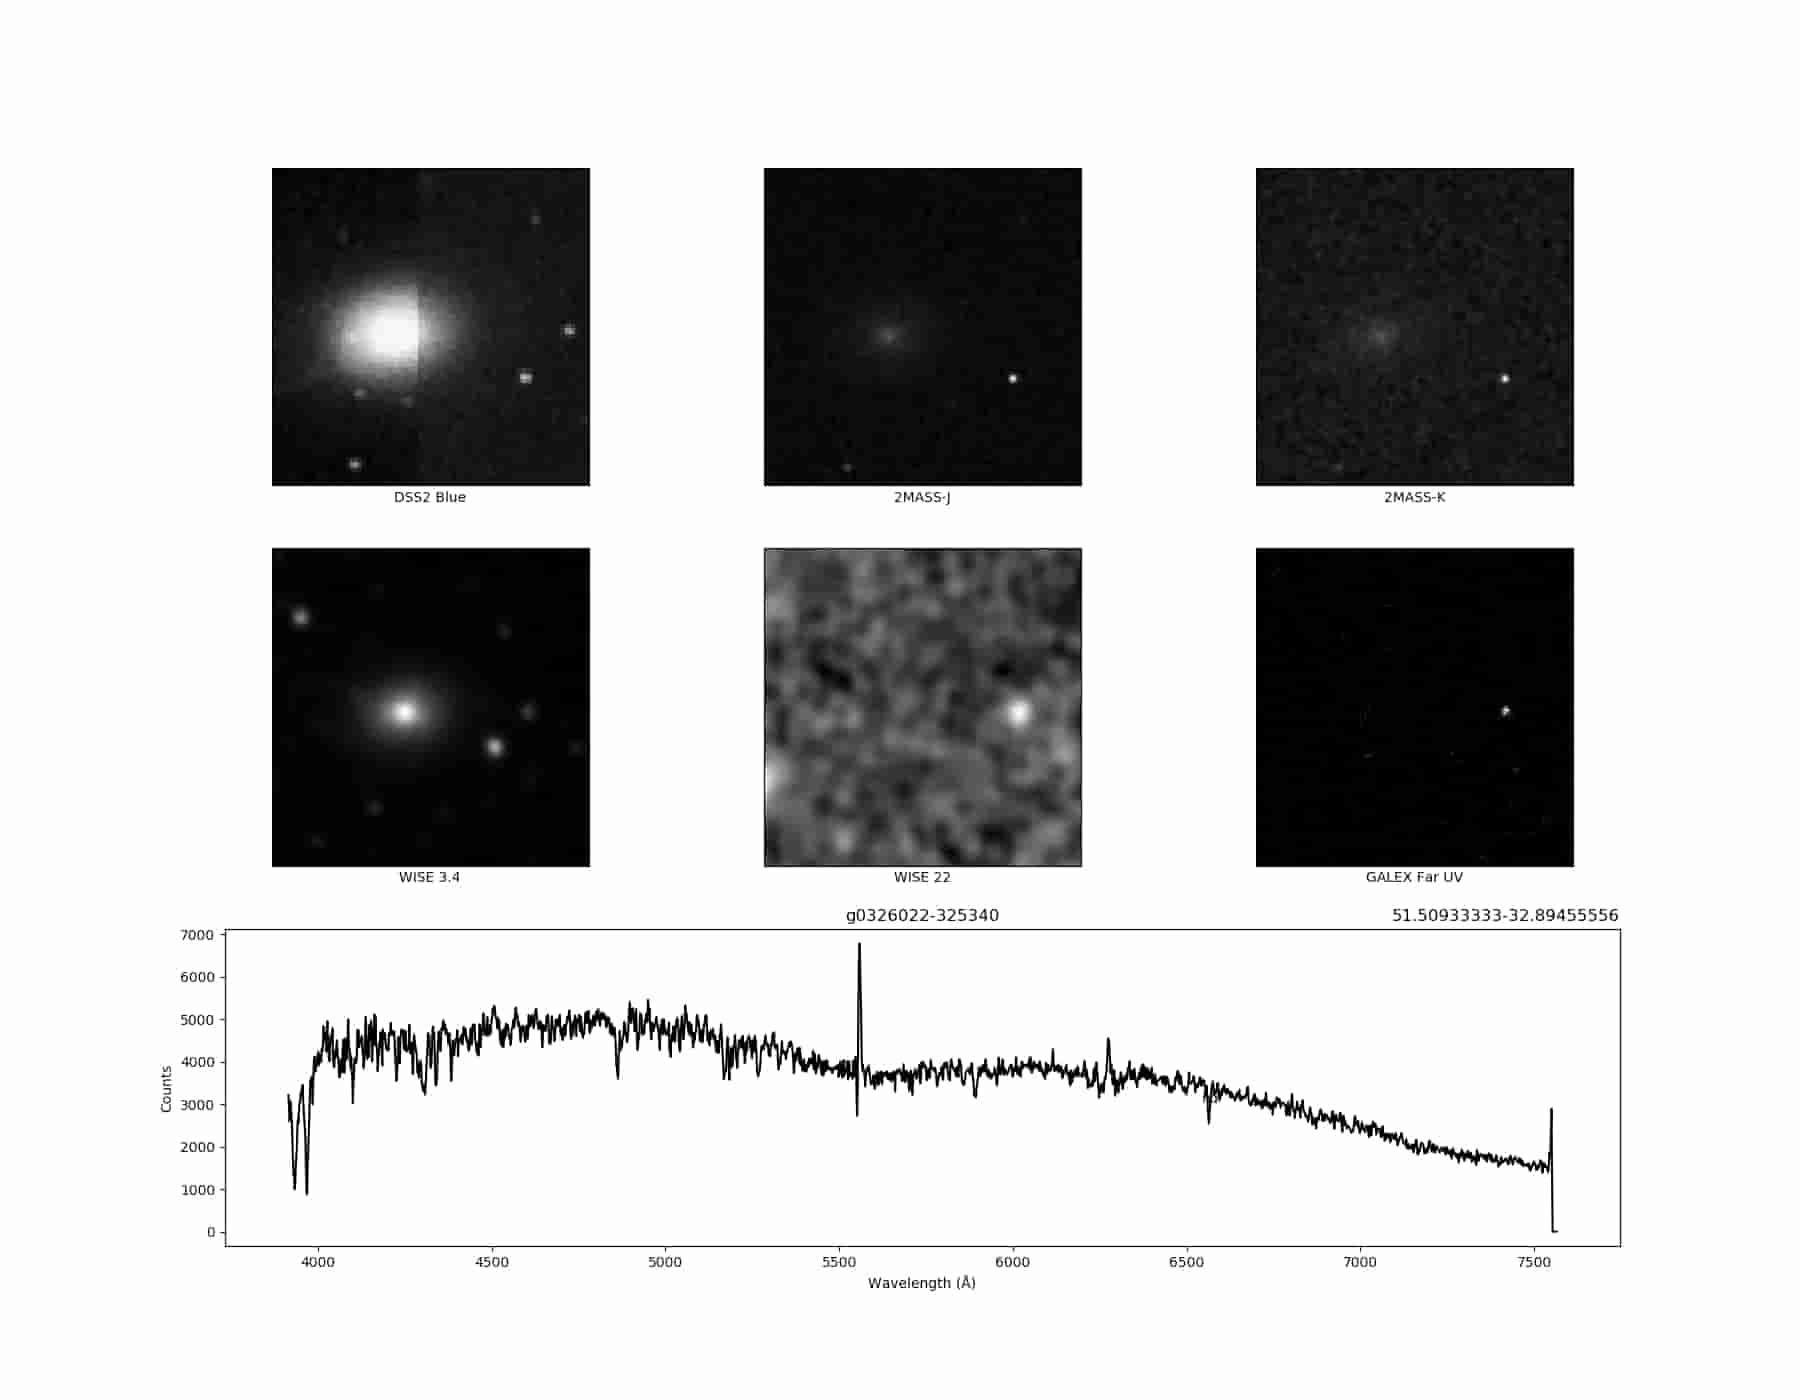 DSS2 Blue
2MASS-J
2MASS-K
WISE 3.4
WISE 22
GALEX Far UV
g0326022-325340
51.50933333-32.89455556
7000
6000
5000
4000
3000
2000
1000
0
Counts
4000
4500
5000
5500
6000
6500
7000
7500
Wavelength (Å)